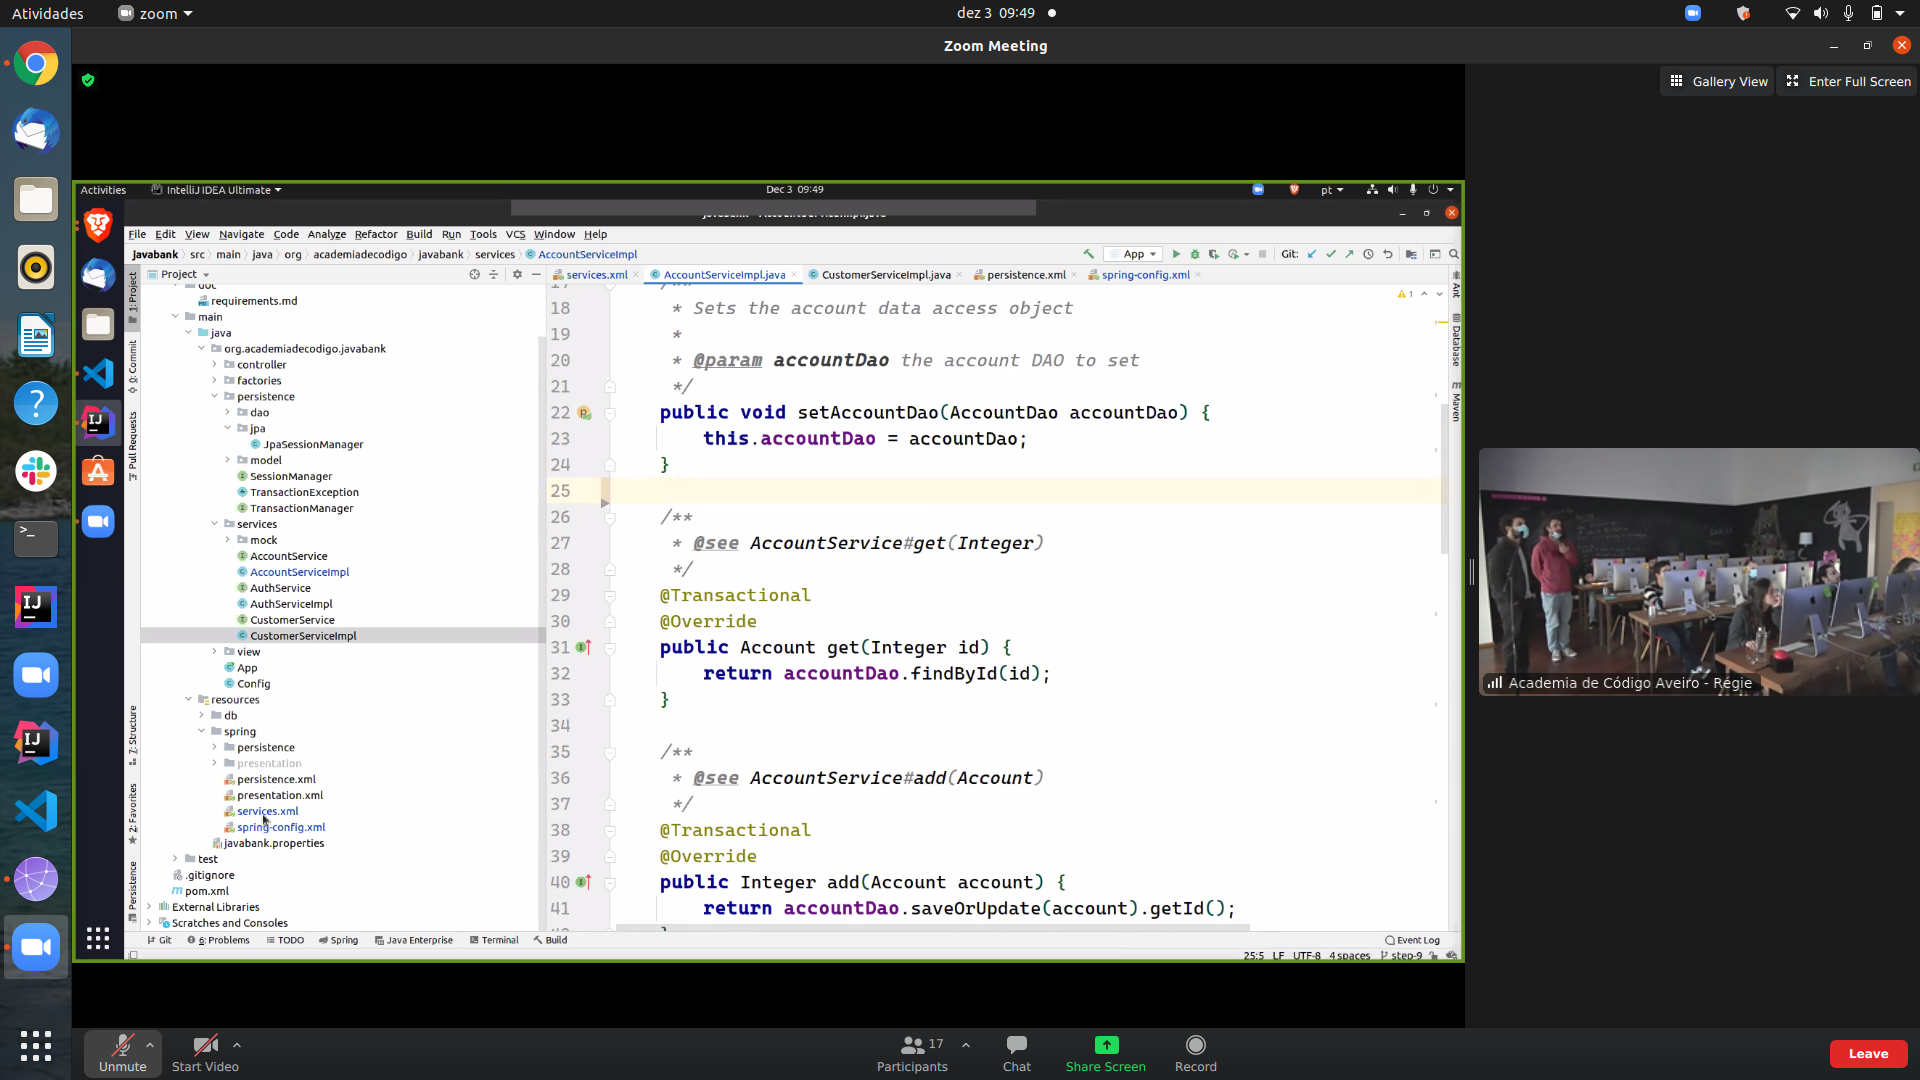 Atividades
zoom
dez 3 09:49
Zoom Meeting
Gallery View
Enter Full Screen
Activities
IntelliJ IDEA Ultimate
Dec 3 09:49
pt
File Edit View Navigate Code Analyze Refactor Build Run Tools VCS Window Help
javabank src main java org academiadecodigo javabank services AccountServiceImpl
App
Git:
Project
services.xml
AccountServiceImpl.java
CustomerServiceImpl.java
persistence.xml
spring-config.xml
1: Project
0: Commit
Pull Requests
7: Structure
2: Favorites
Persistence
doc
requirements.md
main
java
org.academiadecodigo.javabank
controller
factories
persistence
dao
jpa
JpaSessionManager
model
SessionManager
TransactionException
TransactionManager
services
mock
AccountService
AccountServiceImpl
AuthService
AuthServiceImpl
CustomerService
CustomerServiceImpl
view
App
Config
resources
db
spring
persistence
presentation
persistence.xml
presentation.xml
services.xml
spring-config.xml
javabank.properties
test
.gitignore
pom.xml
External Libraries
Scratches and Consoles
17 /**
18 * Sets the account data access object
19 *
20 * @param accountDao the account DAO to set
21 */
22 public void setAccountDao(AccountDao accountDao) {
23 this.accountDao = accountDao;
24 }
25
26 /**
27 * @see AccountService#get(Integer)
28 */
29 @Transactional
30 @Override
31 public Account get(Integer id) {
32 return accountDao.findById(id);
33 }
34
35 /**
36 * @see AccountService#add(Account)
37 */
38 @Transactional
39 @Override
40 public Integer add(Account account) {
41 return accountDao.saveOrUpdate(account).getId();
1
Ant
Database
Maven
Git
6: Problems
TODO
Spring
Java Enterprise
Terminal
Build
Event Log
25:5 LF UTF-8 4 spaces step-9
Academia de Código Aveiro - Régie
Unmute
Start Video
17
Participants
Chat
Share Screen
Record
Leave